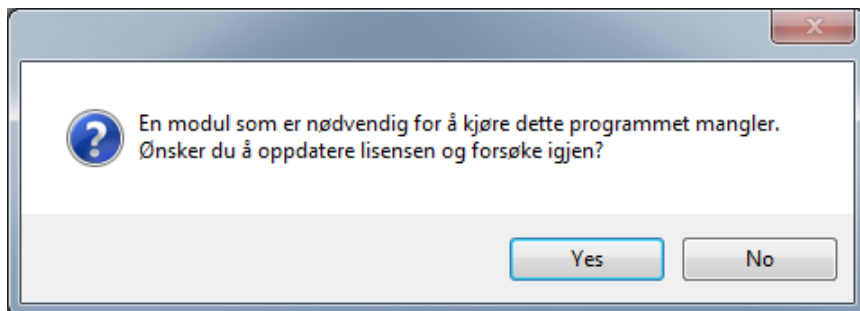 En modul som er nødvendig for å kjøre dette programmet mangler.
Ønsker du å oppdatere lisensen og forsøke igjen?
Yes
No